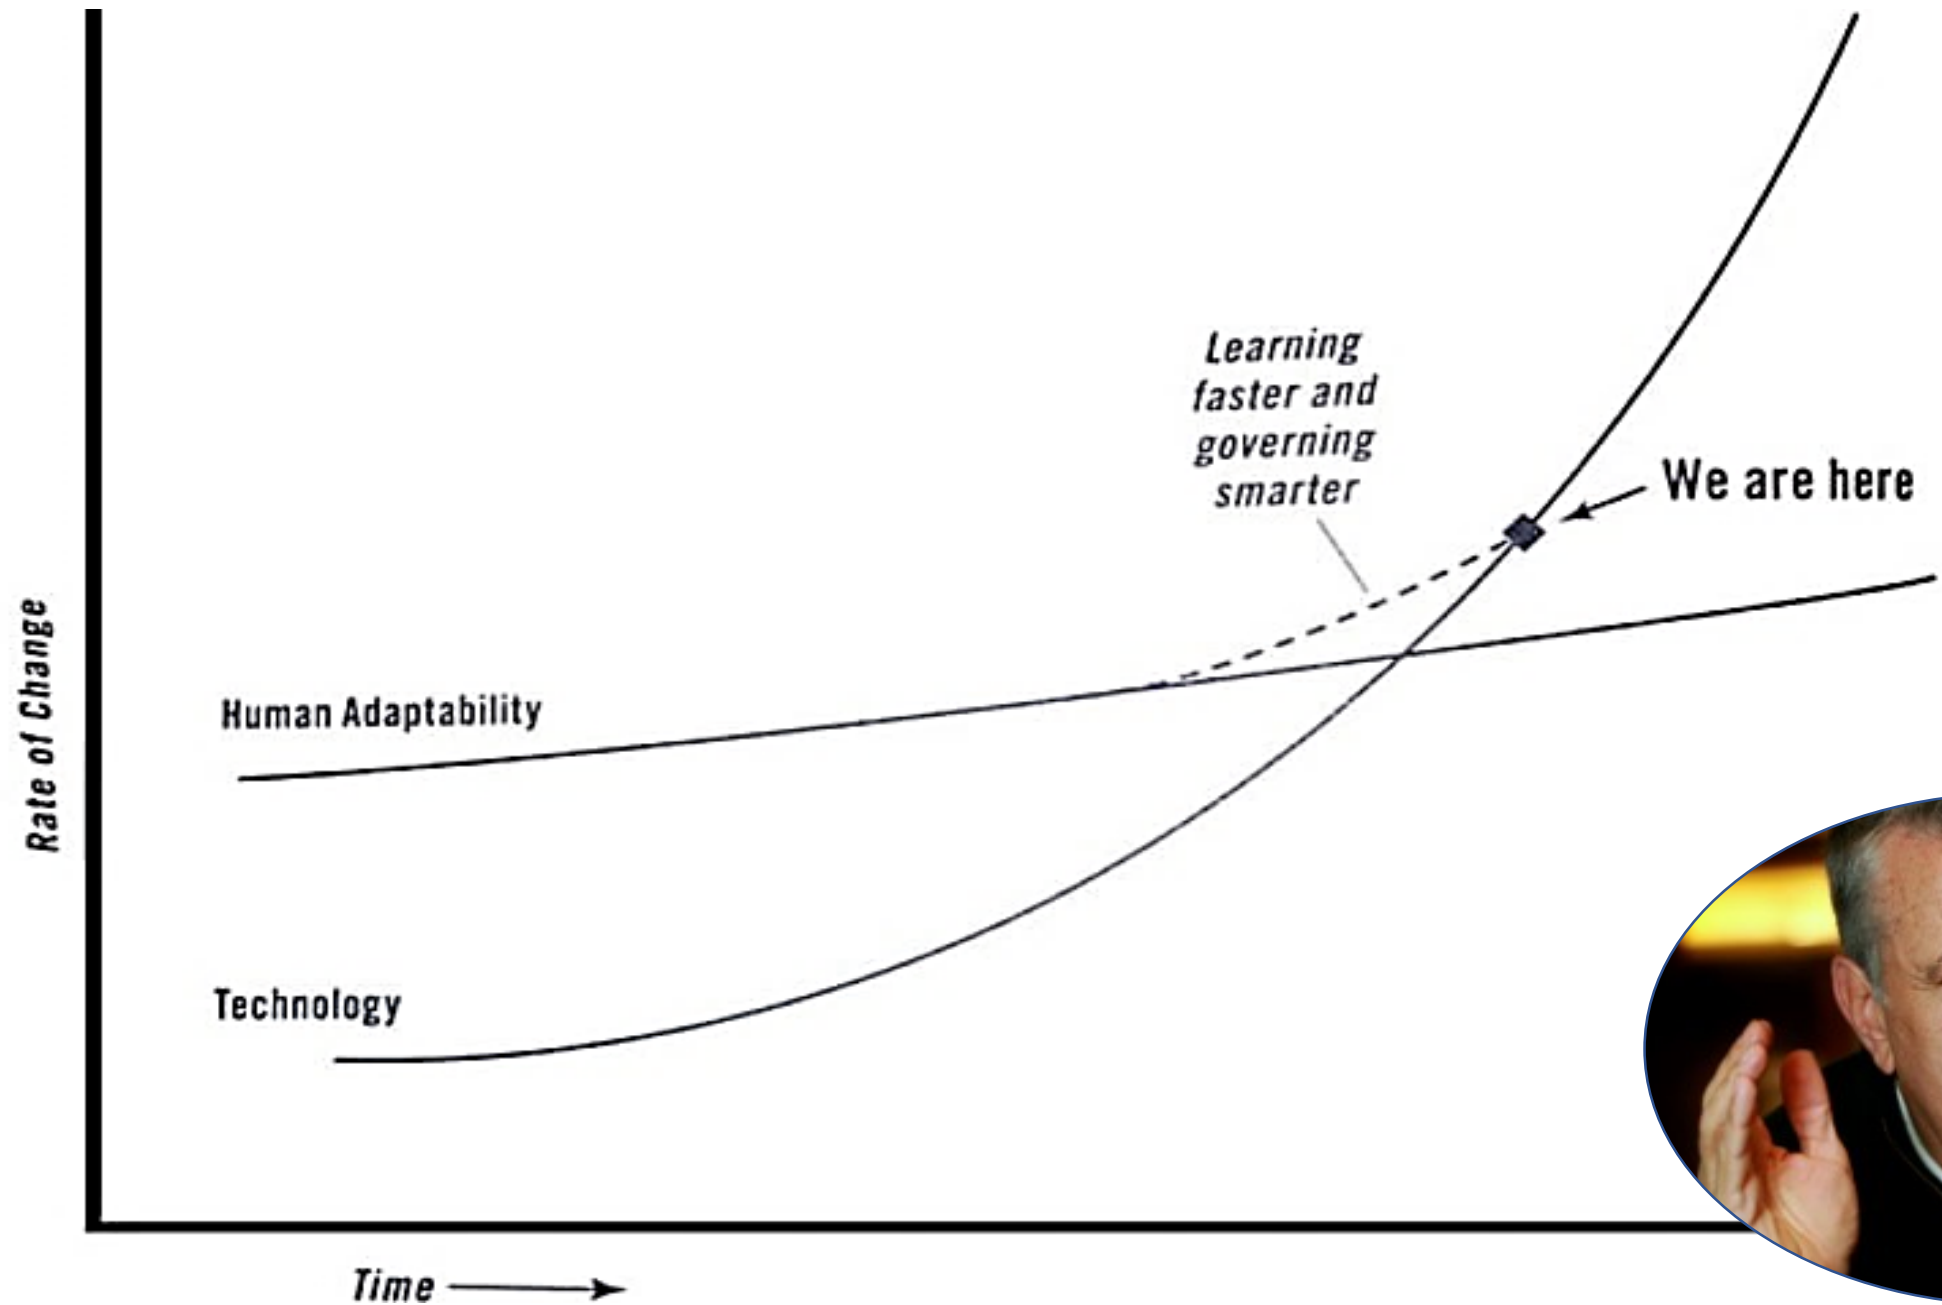 Learning
faster and
governing
smarter
We are here
Rate of Change
Human Adaptability
Technology
Time